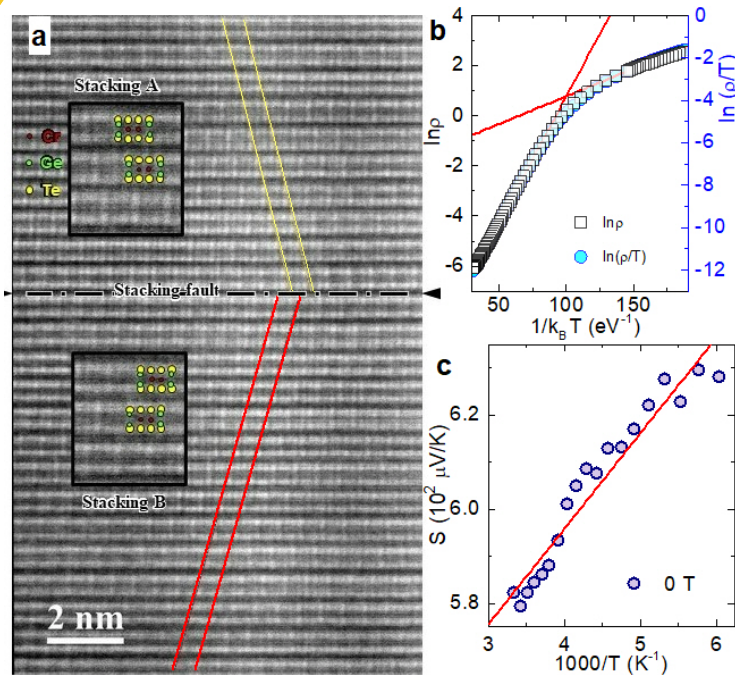 a
Stacking A
Cr
Ge
Te
Stacking fault
Stacking B
2 nm
b
lnρ
4
2
0
-2
-4
-6
50
100
150
1/k_B T (eV⁻¹)
ln (ρ/T)
0
-2
-4
-6
-8
-10
-12
lnρ
ln(ρ/T)
c
S (10² μV/K)
6.2
6.0
5.8
3
4
5
6
1000/T (K⁻¹)
0 T